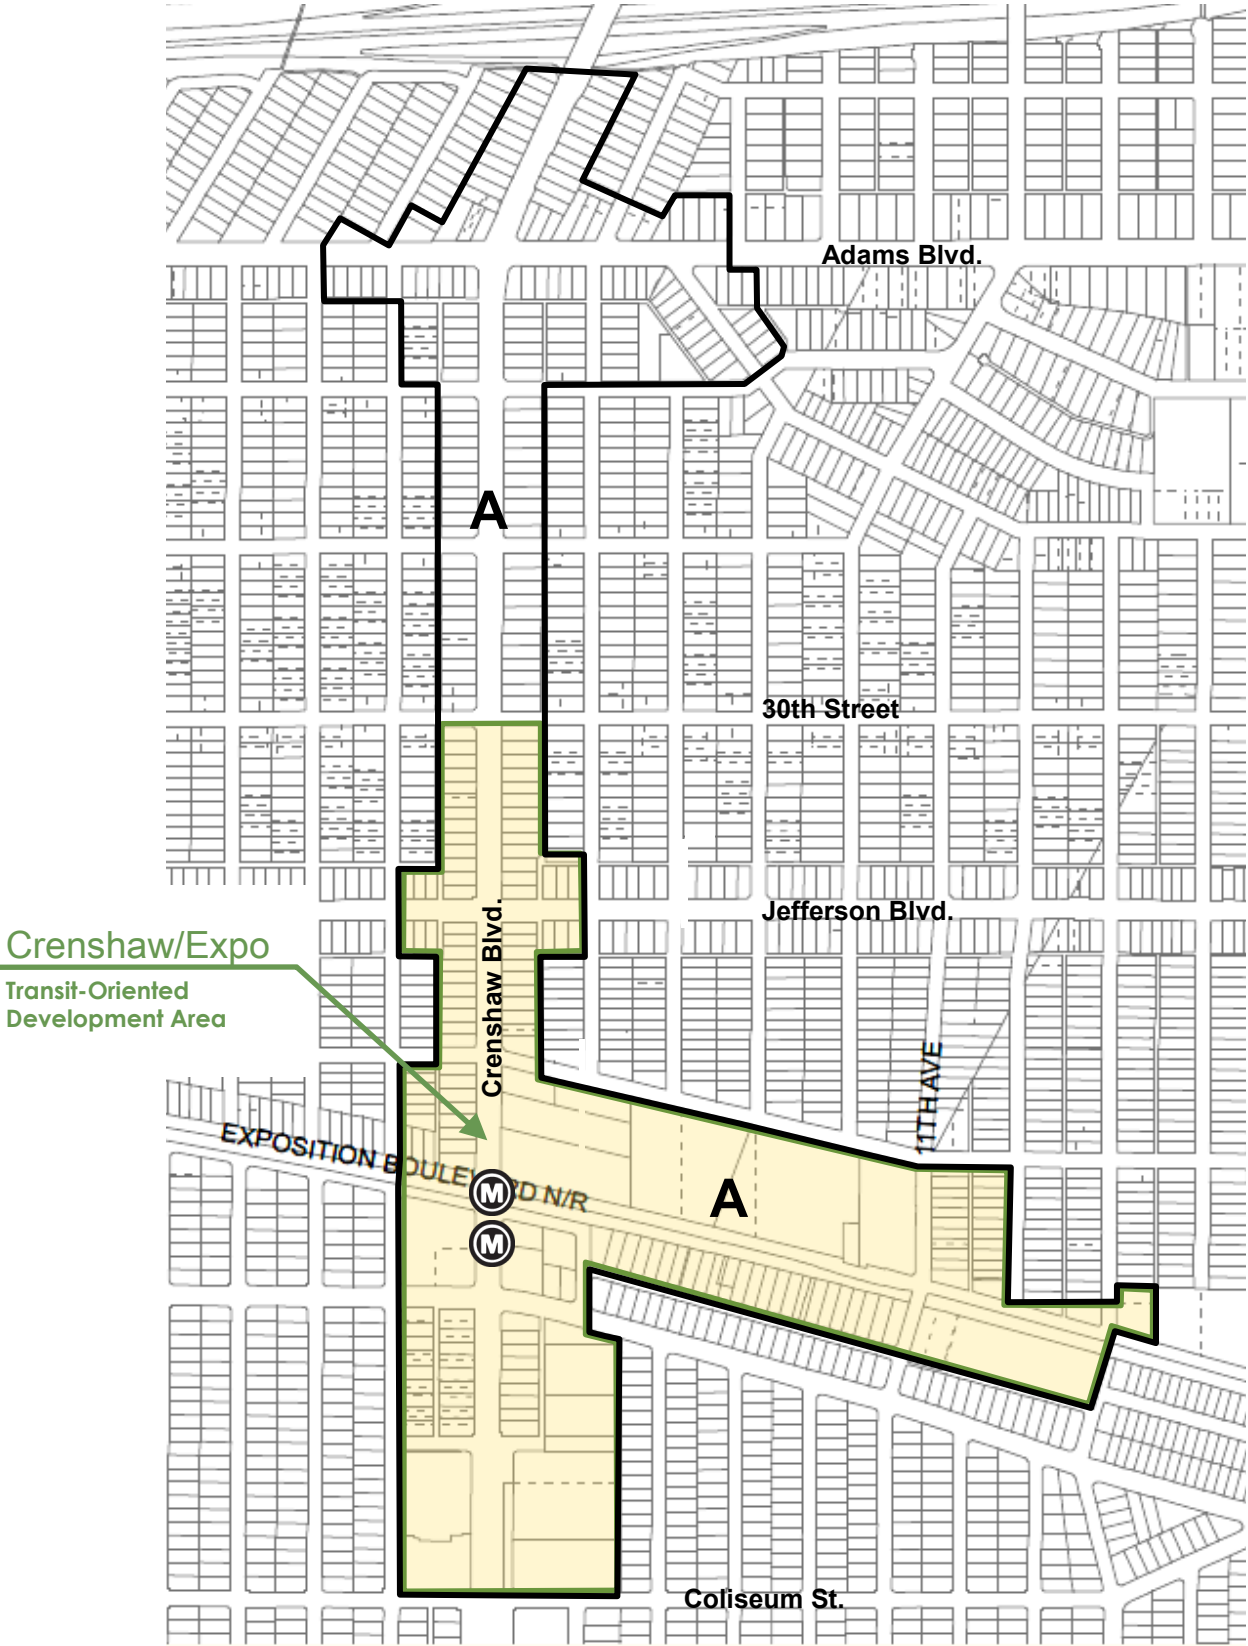 Adams Blvd.
A
30th Street
Jefferson Blvd.
Crenshaw Blvd.
Crenshaw/Expo
Transit-Oriented
Development Area
11TH AVE
EXPOSITION BOULEVARD N/R
M
A
M
Coliseum St.